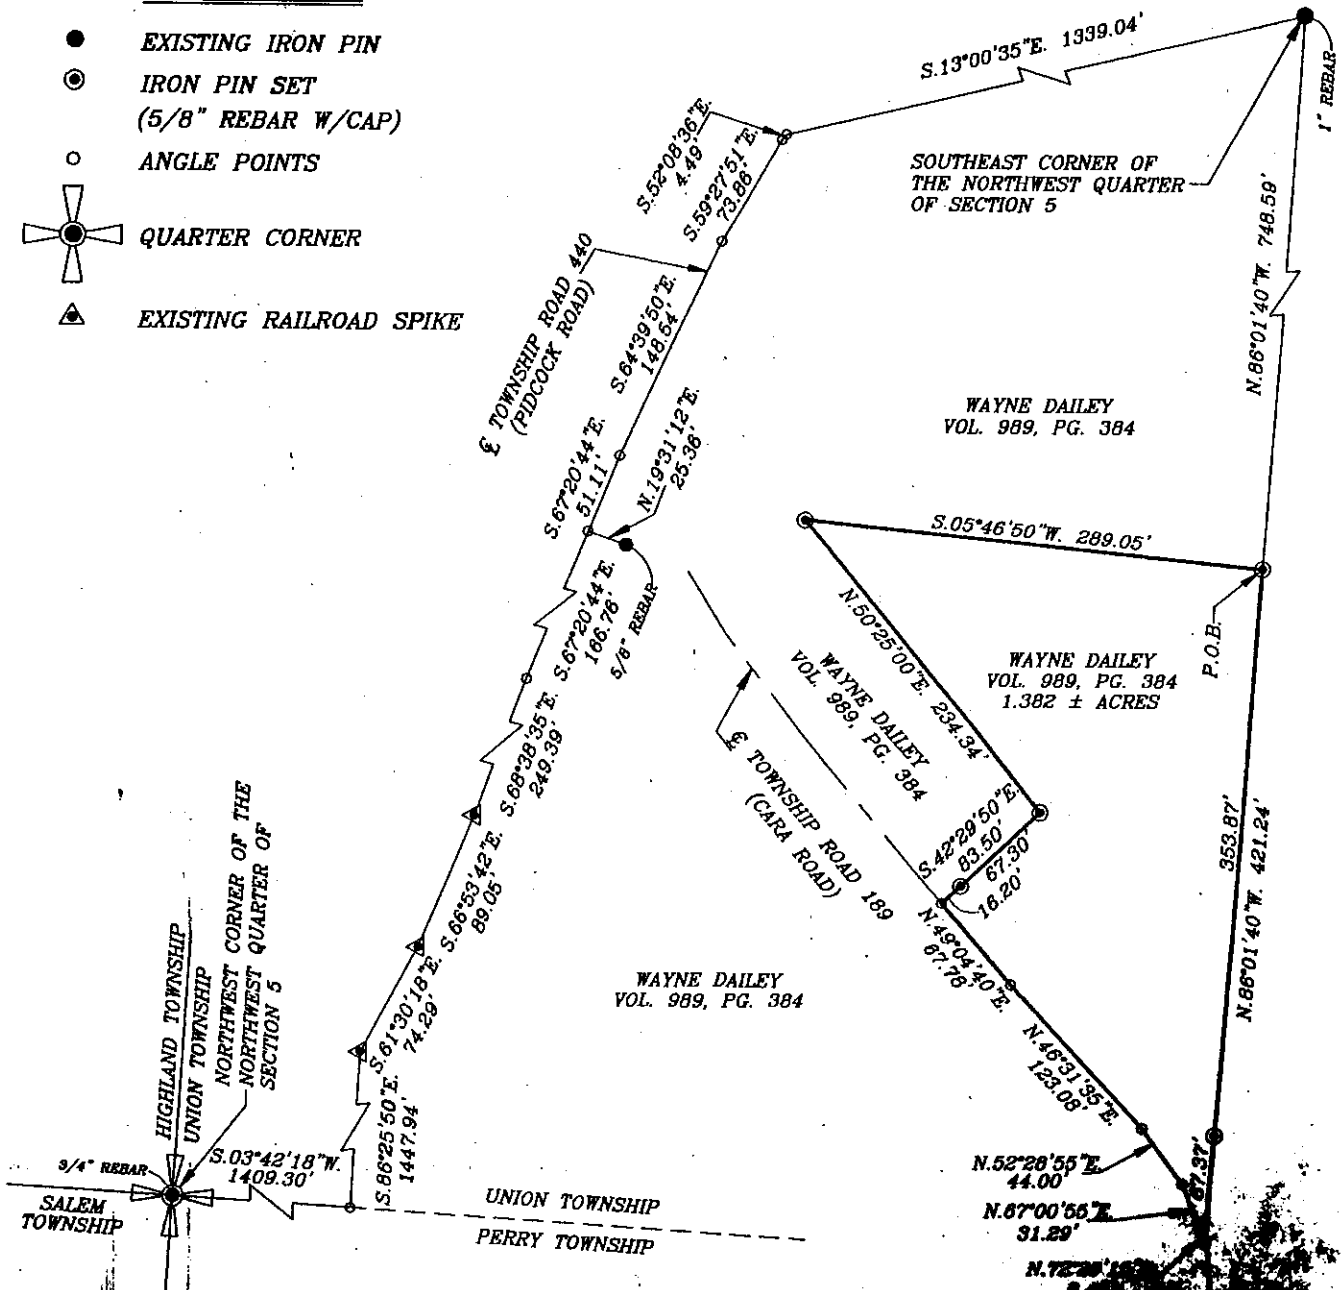 EXISTING IRON PIN
IRON PIN SET
(5/8" REBAR W/CAP)
ANGLE POINTS
QUARTER CORNER
EXISTING RAILROAD SPIKE
S.13°00'35"E. 1339.04'
1" REBAR
SOUTHEAST CORNER OF
THE NORTHWEST QUARTER
OF SECTION 5
N.86°01'40"W. 748.59'
S.52°08'36"E.
4.49'
S.59°27'51"E.
73.86'
℄ TOWNSHIP ROAD 440
(PIDCOCK ROAD)
S.64°39'50"E.
148.64'
S.67°20'44"E.
51.11'
N.19°31'12"E.
25.36'
5/8" REBAR
S.67°20'44"E.
166.76'
S.68°38'35"E.
249.39'
S.66°53'42"E.
89.05'
S.61°30'18"E.
74.29'
S.86°25'50"E.
1447.94'
WAYNE DAILEY
VOL. 989, PG. 384
S.05°46'50"W. 289.05'
P.O.B.
N.50°25'00"E. 234.34'
WAYNE DAILEY
VOL. 989, PG. 384
WAYNE DAILEY
VOL. 989, PG. 384
1.382 ± ACRES
℄ TOWNSHIP ROAD 189
(CARA ROAD)
S.42°29'50"E.
83.50'
67.30'
16.20'
353.87'
N.86°01'40"W. 421.24'
N.49°04'40"E.
67.78'
WAYNE DAILEY
VOL. 989, PG. 384
N.46°31'35"E.
123.08'
N.52°28'55"E.
44.00'
67.37'
N.67°00'55"E.
31.29'
HIGHLAND TOWNSHIP
UNION TOWNSHIP
NORTHWEST CORNER OF THE
NORTHWEST QUARTER OF
SECTION 5
3/4" REBAR
S.03°42'18"W.
1409.30'
SALEM
TOWNSHIP
UNION TOWNSHIP
PERRY TOWNSHIP